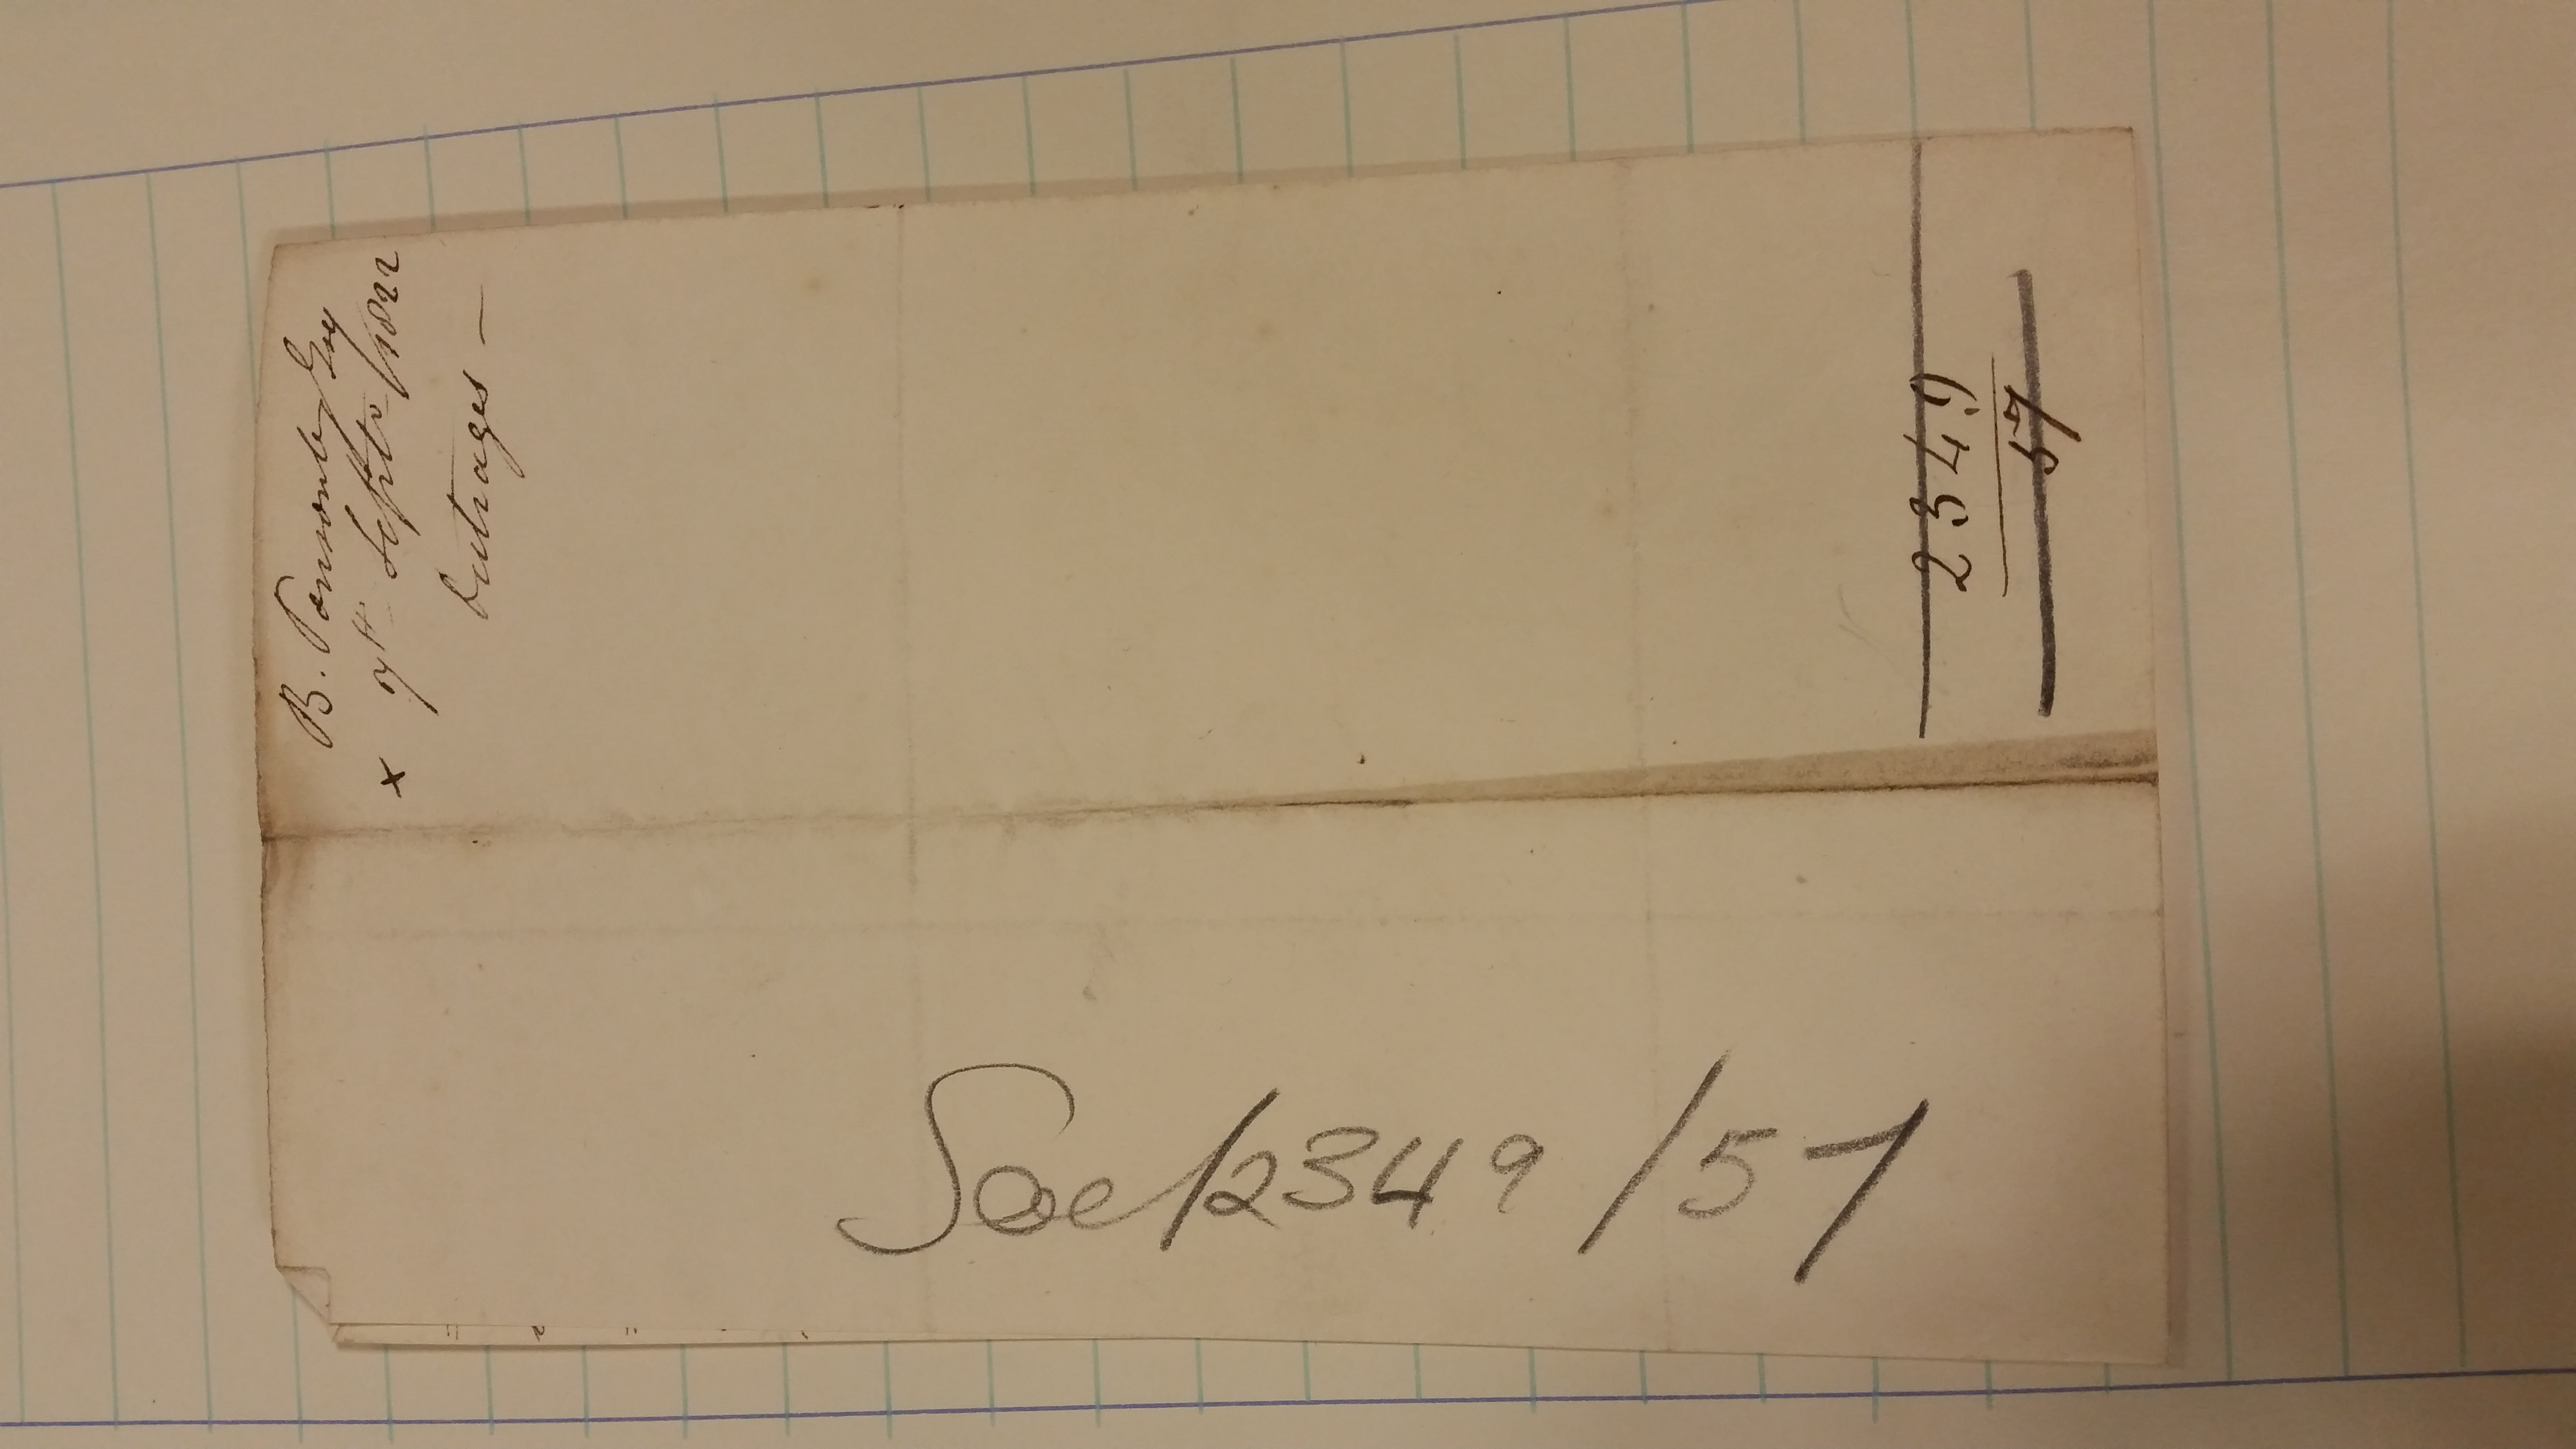 B. Ponsonby Esq
x 7th Septr /1822
Outrages —
2349
57
Soc/2349/57